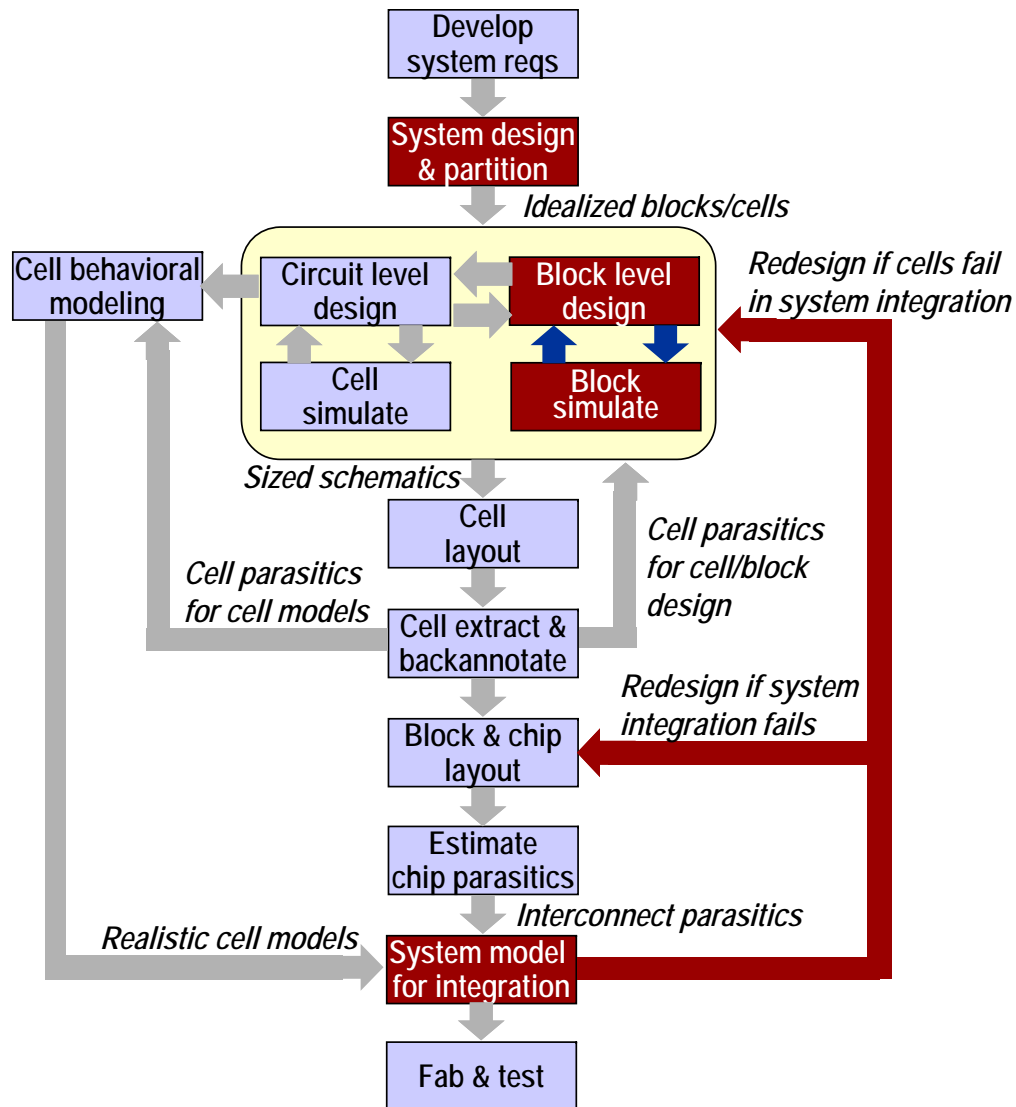 Develop
system reqs
System design
& partition
Idealized blocks/cells
Cell behavioral
modeling
Circuit level
design
Block level
design
Redesign if cells fail
in system integration
Cell
simulate
Block
simulate
Sized schematics
Cell
layout
Cell parasitics
for cell/block
design
Cell parasitics
for cell models
Cell extract &
backannotate
Redesign if system
integration fails
Block & chip
layout
Estimate
chip parasitics
Interconnect parasitics
Realistic cell models
System model
for integration
Fab & test